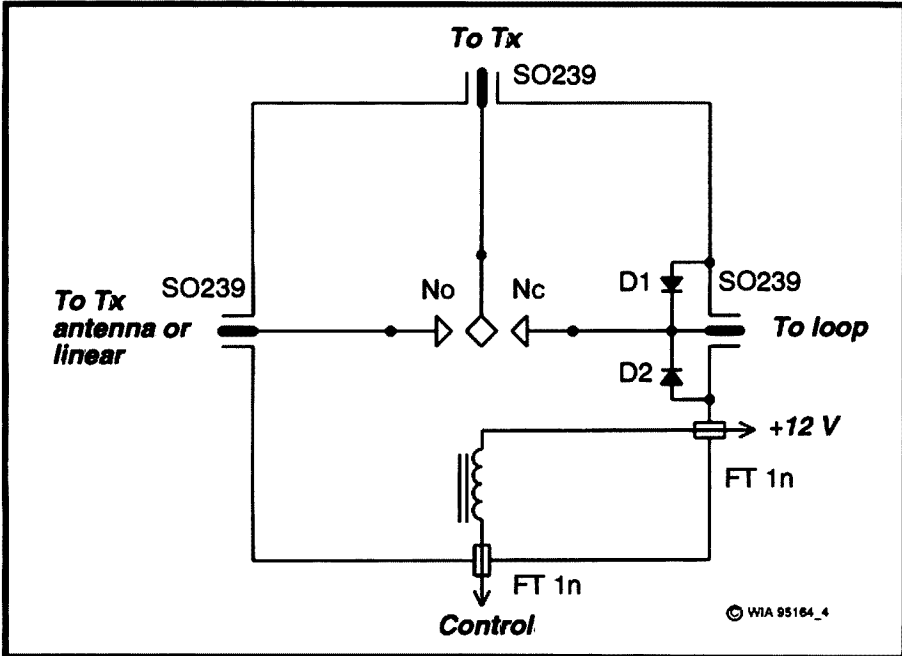 To Tx
SO239
SO239
To Tx
antenna or
linear
No
Nc
D1
SO239
To loop
D2
+12 V
FT 1n
FT 1n
Control
© WIA 95164_4